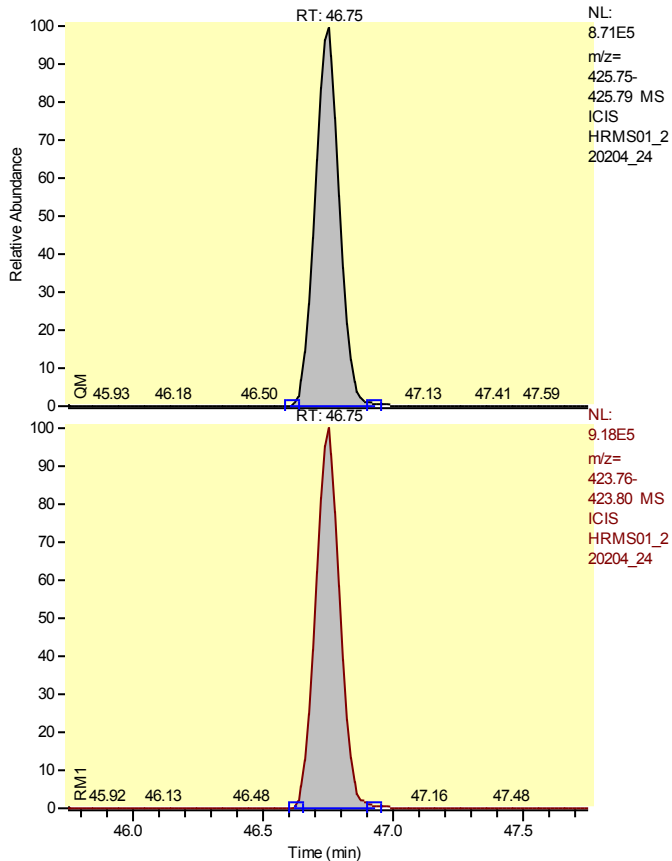 RT: 46.75
NL:
8.71E5
m/z=
425.75-
425.79 MS
ICIS
HRMS01_2
20204_24
Relative Abundance
100
90
80
70
60
50
40
30
20
10
0
QM
45.93 46.18 46.50 47.13 47.41 47.59
RT: 46.75
NL:
9.18E5
m/z=
423.76-
423.80 MS
ICIS
HRMS01_2
20204_24
100
90
80
70
60
50
40
30
20
10
0
RM1
45.92 46.13 46.48 47.16 47.48
46.0 46.5 47.0 47.5
Time (min)